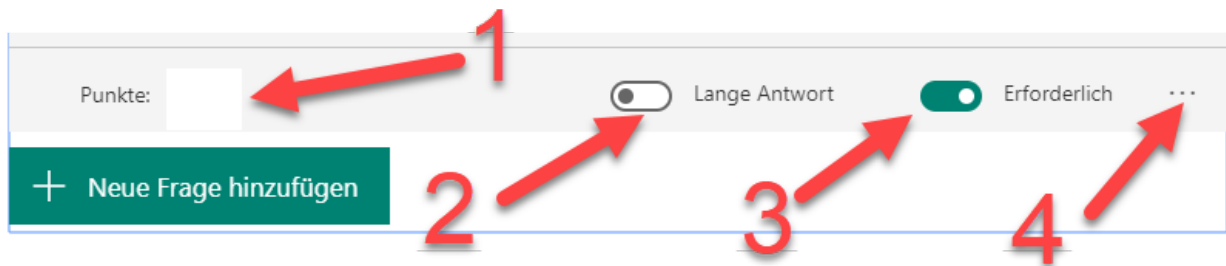 1
Punkte: Lange Antwort Erforderlich ...
+ Neue Frage hinzufügen
2 3 4